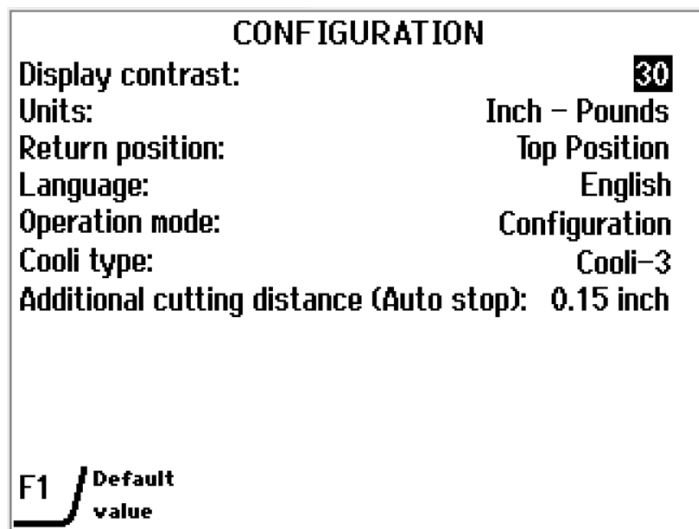 CONFIGURATION
Display contrast: 30
Units: Inch – Pounds
Return position: Top Position
Language: English
Operation mode: Configuration
Cooli type: Cooli–3
Additional cutting distance (Auto stop): 0.15 inch
F1 Default
value